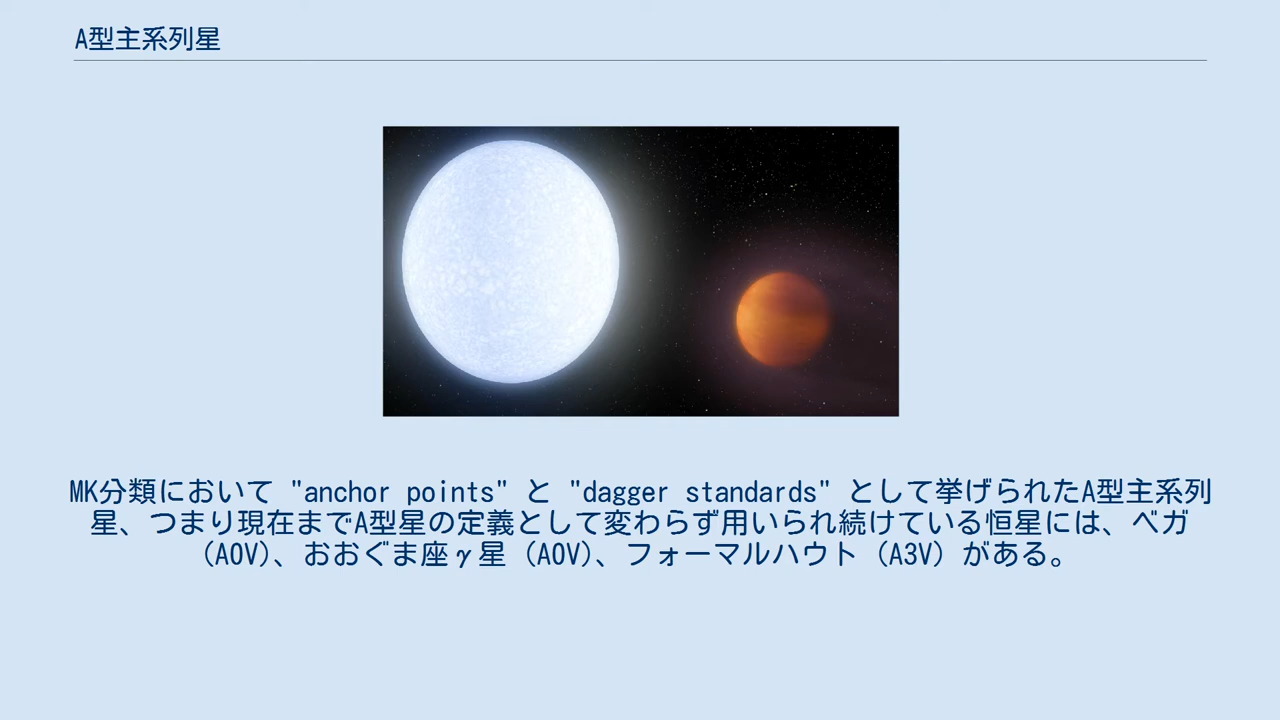 A型主系列星
MK分類において "anchor points" と "dagger standards" として挙げられたA型主系列
星、つまり現在までA型星の定義として変わらず用いられ続けている恒星には、ベガ
（A0V）、おおぐま座γ星（A0V）、フォーマルハウト（A3V）がある。